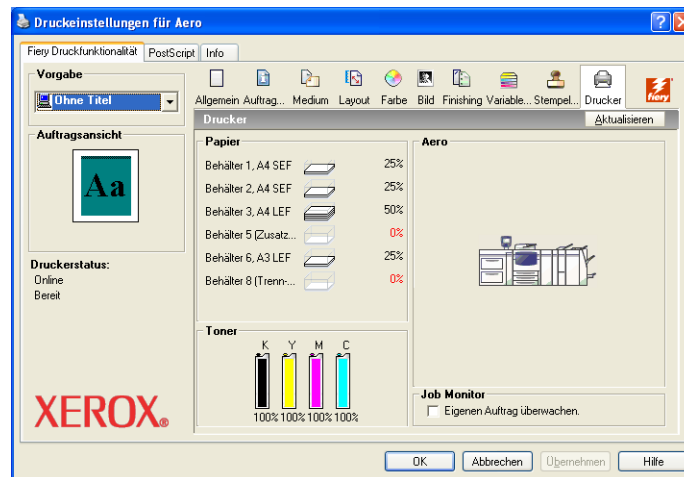 Druckeinstellungen für Aero
Fiery Druckfunktionalität PostScript Info
Vorgabe
Ohne Titel
Auftragsansicht
Aa
Druckerstatus:
Online
Bereit
XEROX®
Allgemein Auftrag... Medium Layout Farbe Bild Finishing Variable... Stempel... Drucker
fiery
Drucker
Aktualisieren
Papier
Behälter 1, A4 SEF 25%
Behälter 2, A4 SEF 25%
Behälter 3, A4 LEF 50%
Behälter 5 (Zusatz... 0%
Behälter 6, A3 LEF 25%
Behälter 8 (Trenn-... 0%
Toner
K Y M C
100% 100% 100% 100%
Aero
Job Monitor
Eigenen Auftrag überwachen.
OK Abbrechen Übernehmen Hilfe